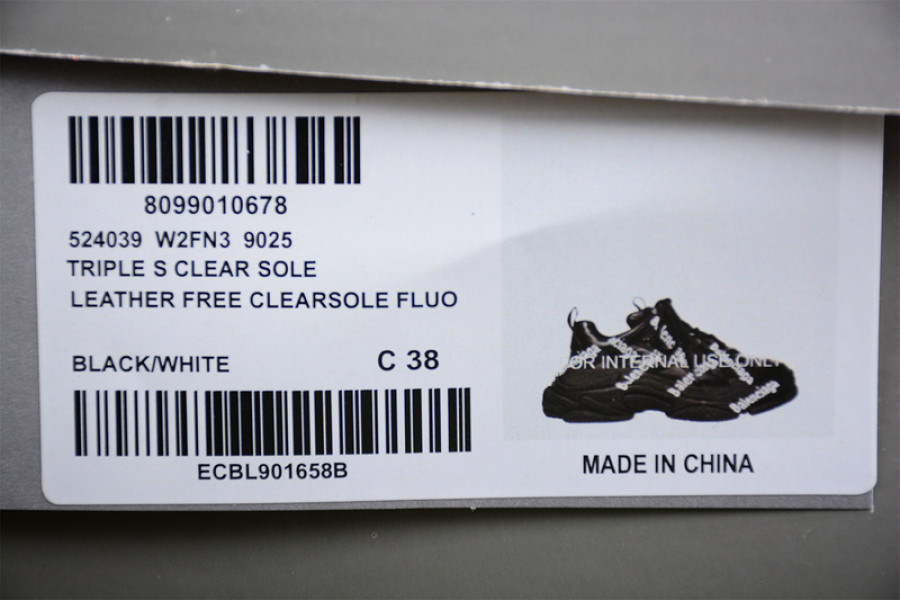 8099010678
524039 W2FN3 9025
TRIPLE S CLEAR SOLE
LEATHER FREE CLEARSOLE FLUO
BLACK/WHITE C 38
ECBL901658B
FOR INTERNAL USE ONLY
Balenciaga
MADE IN CHINA